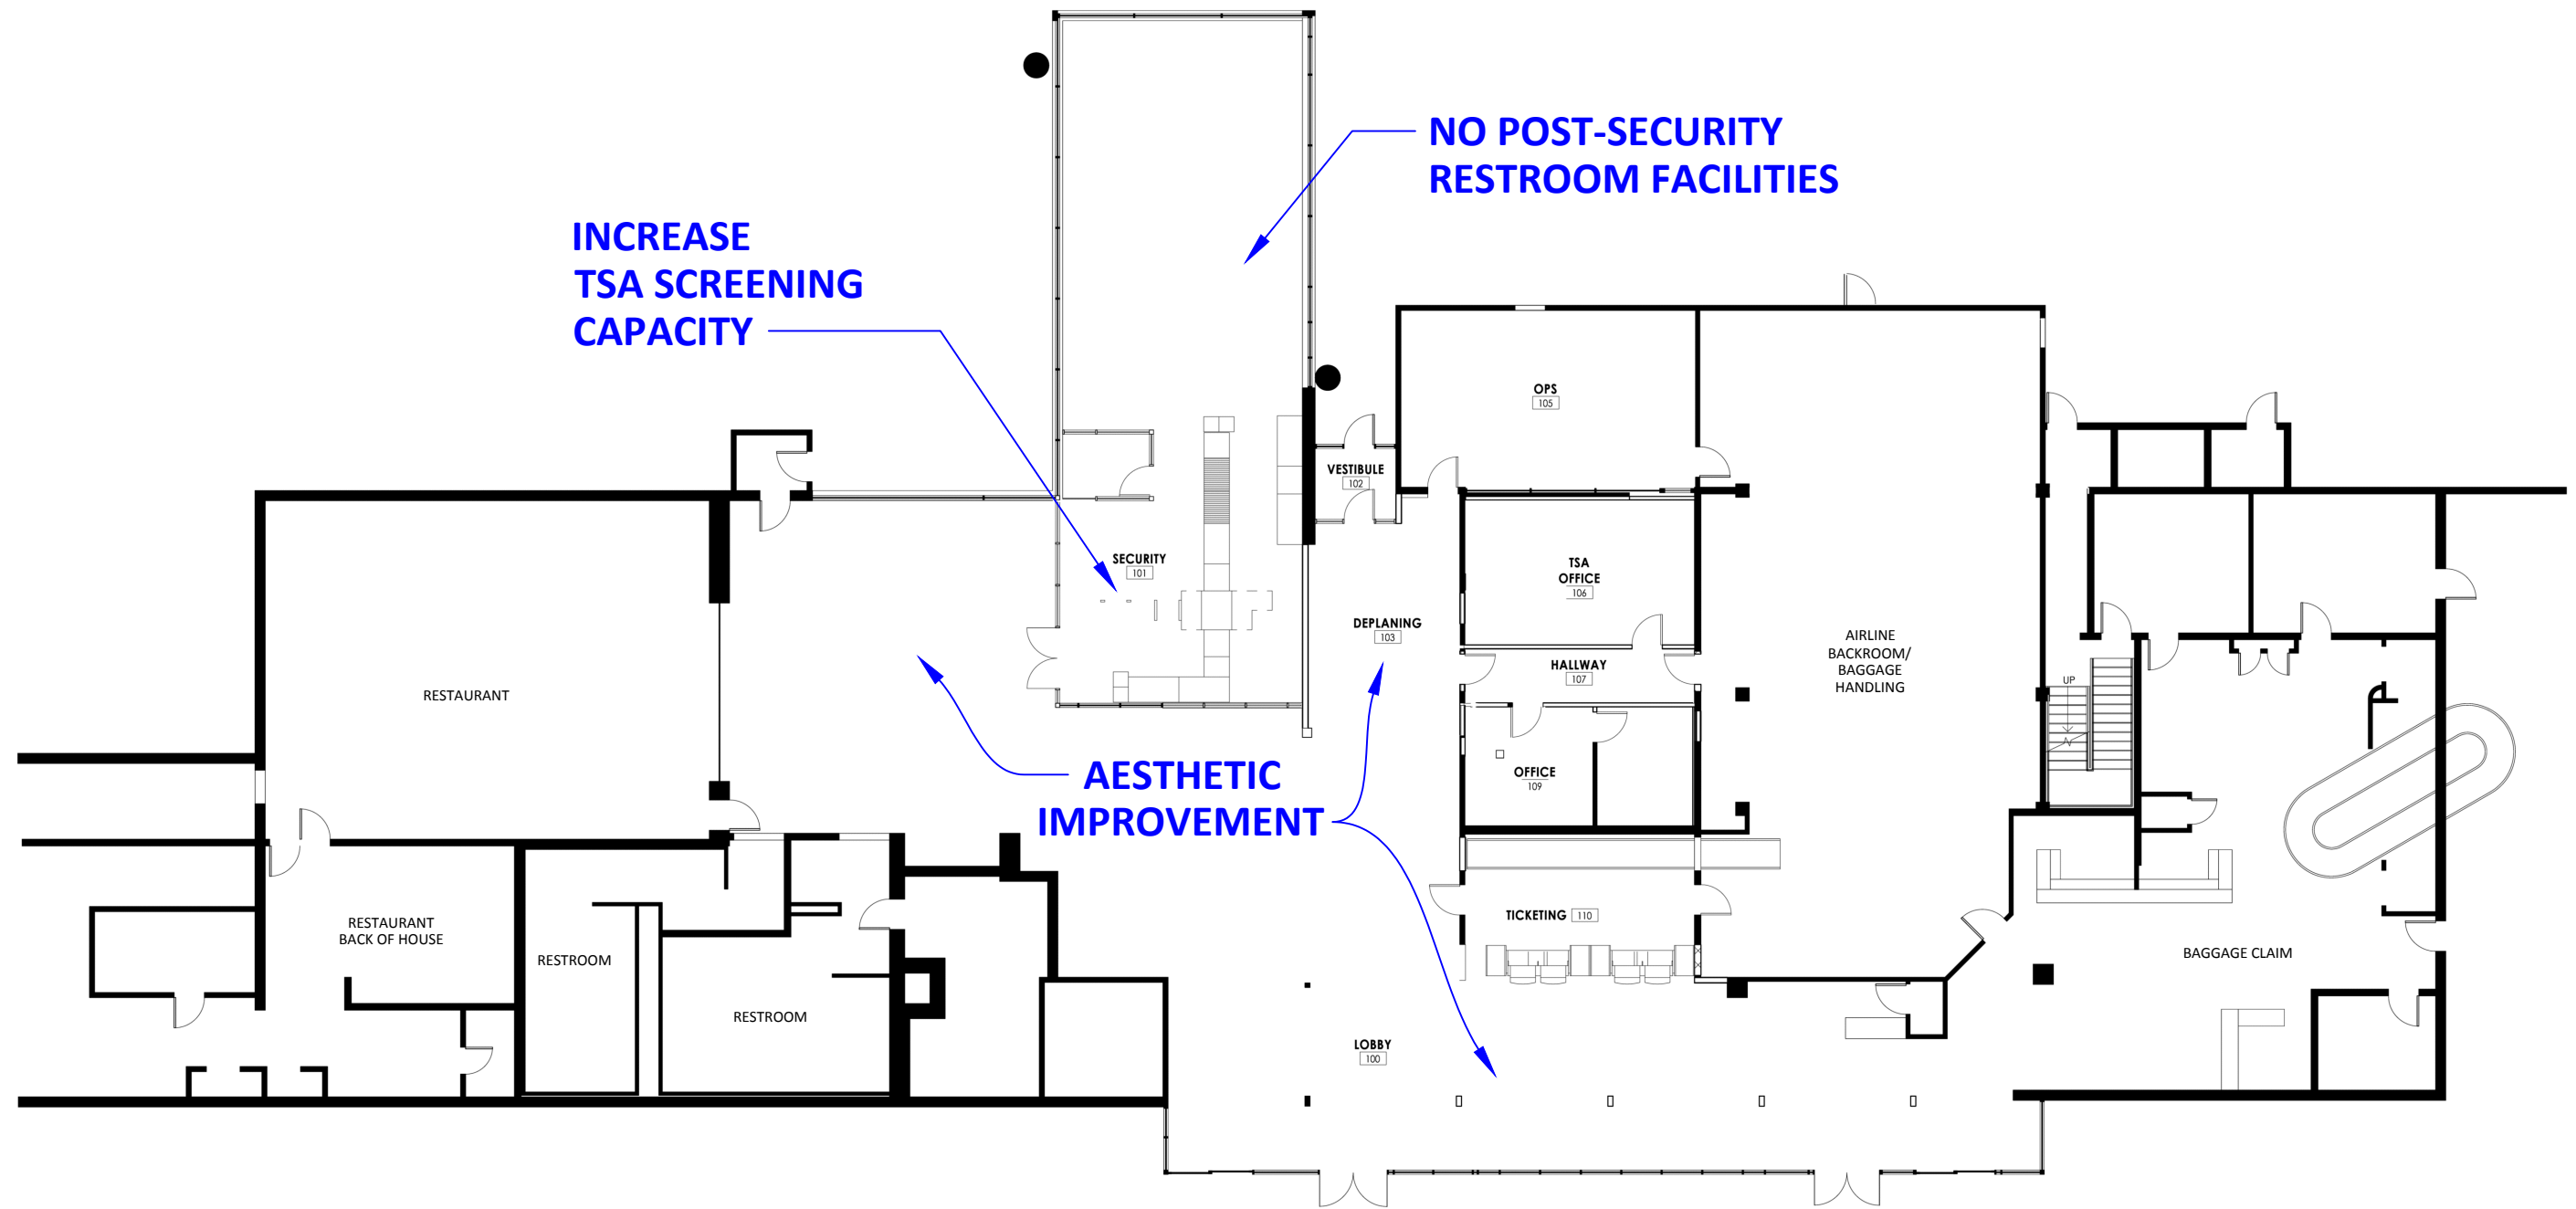 NO POST-SECURITY
RESTROOM FACILITIES
INCREASE
TSA SCREENING
CAPACITY
OPS
105
VESTIBULE
102
SECURITY
101
TSA
OFFICE
106
DEPLANING
103
AIRLINE
BACKROOM/
BAGGAGE
HANDLING
HALLWAY
107
UP
RESTAURANT
AESTHETIC
IMPROVEMENT
OFFICE
109
RESTAURANT
BACK OF HOUSE
TICKETING 110
RESTROOM
BAGGAGE CLAIM
RESTROOM
LOBBY
100